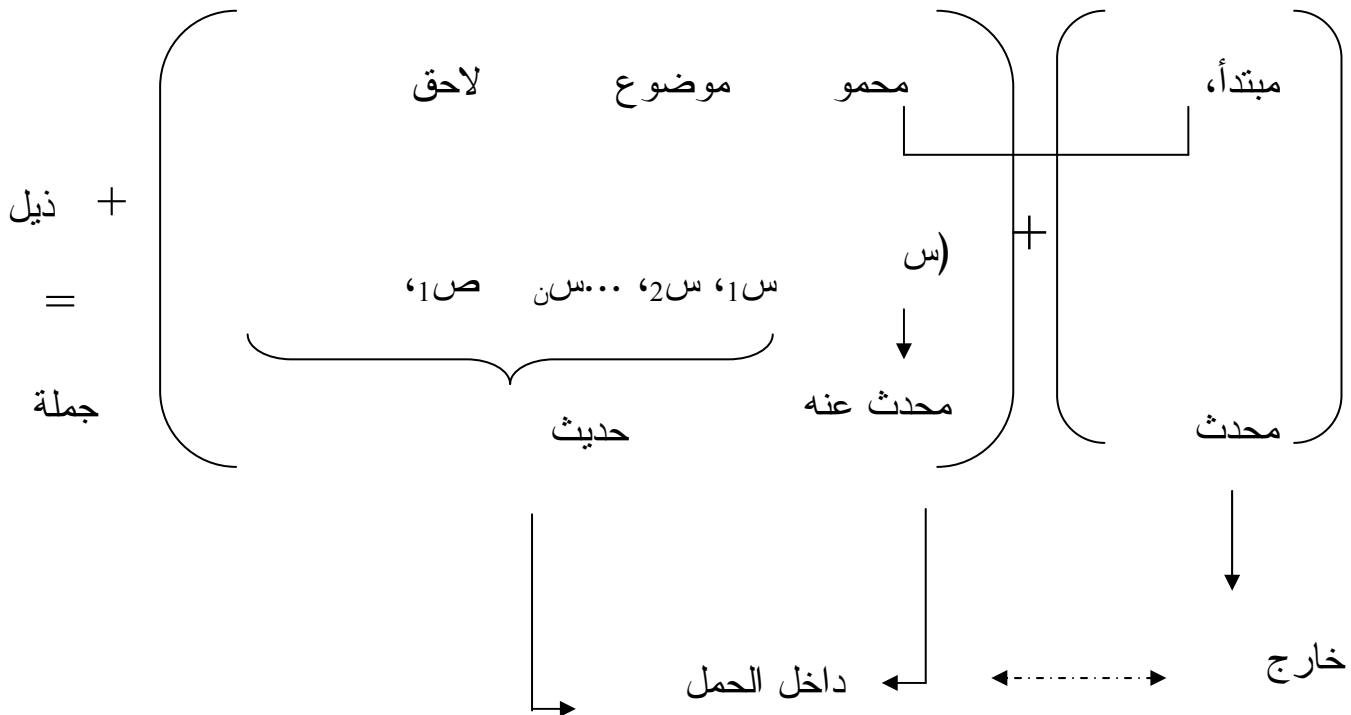 مبتدأ، محمو موضوع لاحق
+ ذيل
(س +
س1، س2، ...سن ص1،
=
محدث عنه جملة
محدث حديث
خارج داخل الحمل